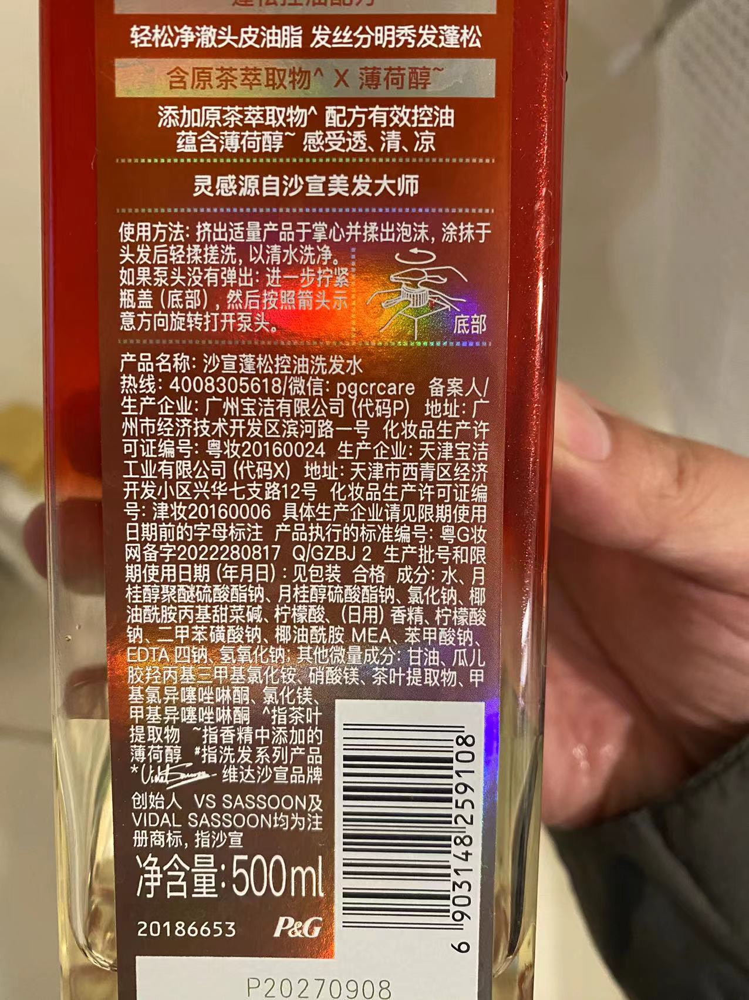 蓬松控油配方
轻松净澈头皮油脂 发丝分明秀发蓬松
含原茶萃取物^ X 薄荷醇~
添加原茶萃取物^ 配方有效控油
蕴含薄荷醇~ 感受透、清、凉
灵感源自沙宣美发大师
使用方法: 挤出适量产品于掌心并揉出泡沫, 涂抹于
头发后轻揉搓洗, 以清水洗净。
如果泵头没有弹出: 进一步拧紧
瓶盖 (底部) , 然后按照箭头示
意方向旋转打开泵头。
底部
产品名称: 沙宣蓬松控油洗发水
热线: 4008305618/微信: pgcrcare 备案人/
生产企业: 广州宝洁有限公司 (代码P) 地址: 广
州市经济技术开发区滨河路一号 化妆品生产许
可证编号: 粤妆20160024 生产企业: 天津宝洁
工业有限公司 (代码X) 地址: 天津市西青区经济
开发小区兴华七支路12号 化妆品生产许可证编
号: 津妆20160006 具体生产企业请见限期使用
日期前的字母标注 产品执行的标准编号: 粤G妆
网备字2022280817 Q/GZBJ 2 生产批号和限
期使用日期 (年月日) : 见包装 合格 成分: 水、月
桂醇聚醚硫酸酯钠、月桂醇硫酸酯钠、氯化钠、椰
油酰胺丙基甜菜碱、柠檬酸、(日用) 香精、柠檬酸
钠、二甲苯磺酸钠、椰油酰胺 MEA、苯甲酸钠、
EDTA 四钠、氢氧化钠; 其他微量成分: 甘油、瓜儿
胶羟丙基三甲基氯化铵、硝酸镁、茶叶提取物、甲
基氯异噻唑啉酮、氯化镁、
甲基异噻唑啉酮 ^指茶叶
提取物 ~指香精中添加的
薄荷醇 #指洗发系列产品
*Vidal Sassoon 维达沙宣品牌
创始人 VS SASSOON及
VIDAL SASSOON均为注
册商标, 指沙宣
净含量: 500ml
20186653 P&G
6 903148 259108
P20270908